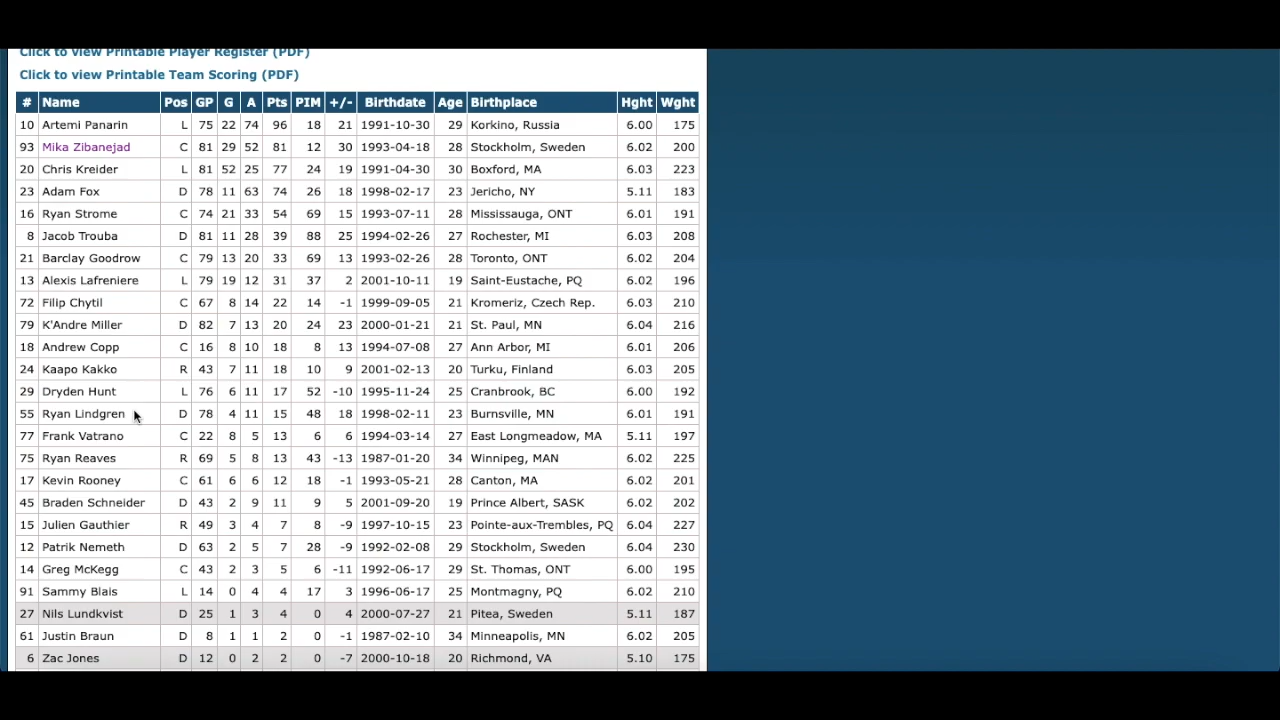 Click to view Printable Player Register (PDF)
Click to view Printable Team Scoring (PDF)
# Name Pos GP G A Pts PIM +/- Birthdate Age Birthplace Hght Wght
10 Artemi Panarin L 75 22 74 96 18 21 1991-10-30 29 Korkino, Russia 6.00 175
93 Mika Zibanejad C 81 29 52 81 12 30 1993-04-18 28 Stockholm, Sweden 6.02 200
20 Chris Kreider L 81 52 25 77 24 19 1991-04-30 30 Boxford, MA 6.03 223
23 Adam Fox D 78 11 63 74 26 18 1998-02-17 23 Jericho, NY 5.11 183
16 Ryan Strome C 74 21 33 54 69 15 1993-07-11 28 Mississauga, ONT 6.01 191
8 Jacob Trouba D 81 11 28 39 88 25 1994-02-26 27 Rochester, MI 6.03 208
21 Barclay Goodrow C 79 13 20 33 69 13 1993-02-26 28 Toronto, ONT 6.02 204
13 Alexis Lafreniere L 79 19 12 31 37 2 2001-10-11 19 Saint-Eustache, PQ 6.02 196
72 Filip Chytil C 67 8 14 22 14 -1 1999-09-05 21 Kromeriz, Czech Rep. 6.03 210
79 K'Andre Miller D 82 7 13 20 24 23 2000-01-21 21 St. Paul, MN 6.04 216
18 Andrew Copp C 16 8 10 18 8 13 1994-07-08 27 Ann Arbor, MI 6.01 206
24 Kaapo Kakko R 43 7 11 18 10 9 2001-02-13 20 Turku, Finland 6.03 205
29 Dryden Hunt L 76 6 11 17 52 -10 1995-11-24 25 Cranbrook, BC 6.00 192
55 Ryan Lindgren D 78 4 11 15 48 18 1998-02-11 23 Burnsville, MN 6.01 191
77 Frank Vatrano C 22 8 5 13 6 6 1994-03-14 27 East Longmeadow, MA 5.11 197
75 Ryan Reaves R 69 5 8 13 43 -13 1987-01-20 34 Winnipeg, MAN 6.02 225
17 Kevin Rooney C 61 6 6 12 18 -1 1993-05-21 28 Canton, MA 6.02 201
45 Braden Schneider D 43 2 9 11 9 5 2001-09-20 19 Prince Albert, SASK 6.02 202
15 Julien Gauthier R 49 3 4 7 8 -9 1997-10-15 23 Pointe-aux-Trembles, PQ 6.04 227
12 Patrik Nemeth D 63 2 5 7 28 -9 1992-02-08 29 Stockholm, Sweden 6.04 230
14 Greg McKegg C 43 2 3 5 6 -11 1992-06-17 29 St. Thomas, ONT 6.00 195
91 Sammy Blais L 14 0 4 4 17 3 1996-06-17 25 Montmagny, PQ 6.02 210
27 Nils Lundkvist D 25 1 3 4 0 4 2000-07-27 21 Pitea, Sweden 5.11 187
61 Justin Braun D 8 1 1 2 0 -1 1987-02-10 34 Minneapolis, MN 6.02 205
6 Zac Jones D 12 0 2 2 0 -7 2000-10-18 20 Richmond, VA 5.10 175